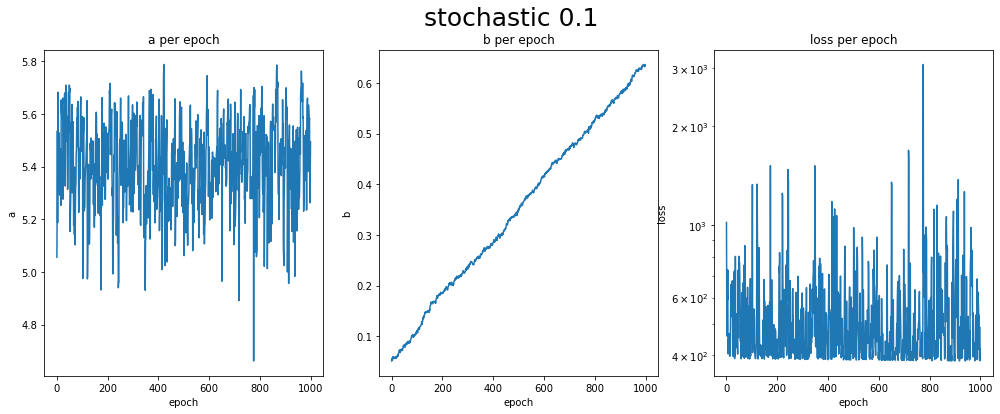 stochastic 0.1
a per epoch
b per epoch
loss per epoch
5.8
5.6
5.4
5.2
5.0
4.8
a
0
200
400
600
800
1000
epoch
0.6
0.5
0.4
0.3
0.2
0.1
b
0
200
400
600
800
1000
epoch
3 × 10³
2 × 10³
10³
6 × 10²
4 × 10²
loss
0
200
400
600
800
1000
epoch